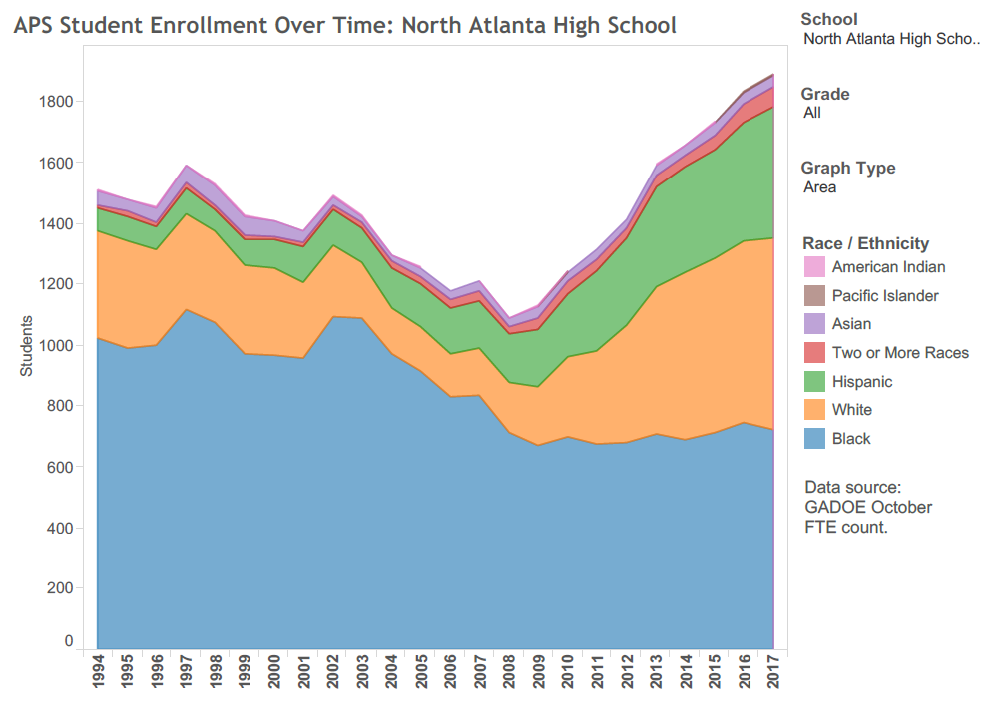 APS Student Enrollment Over Time: North Atlanta High School
Students
1800
1600
1400
1200
1000
800
600
400
200
0
1994
1995
1996
1997
1998
1999
2000
2001
2002
2003
2004
2005
2006
2007
2008
2009
2010
2011
2012
2013
2014
2015
2016
2017
School
North Atlanta High Scho..
Grade
All
Graph Type
Area
Race / Ethnicity
American Indian
Pacific Islander
Asian
Two or More Races
Hispanic
White
Black
Data source:
GADOE October
FTE count.